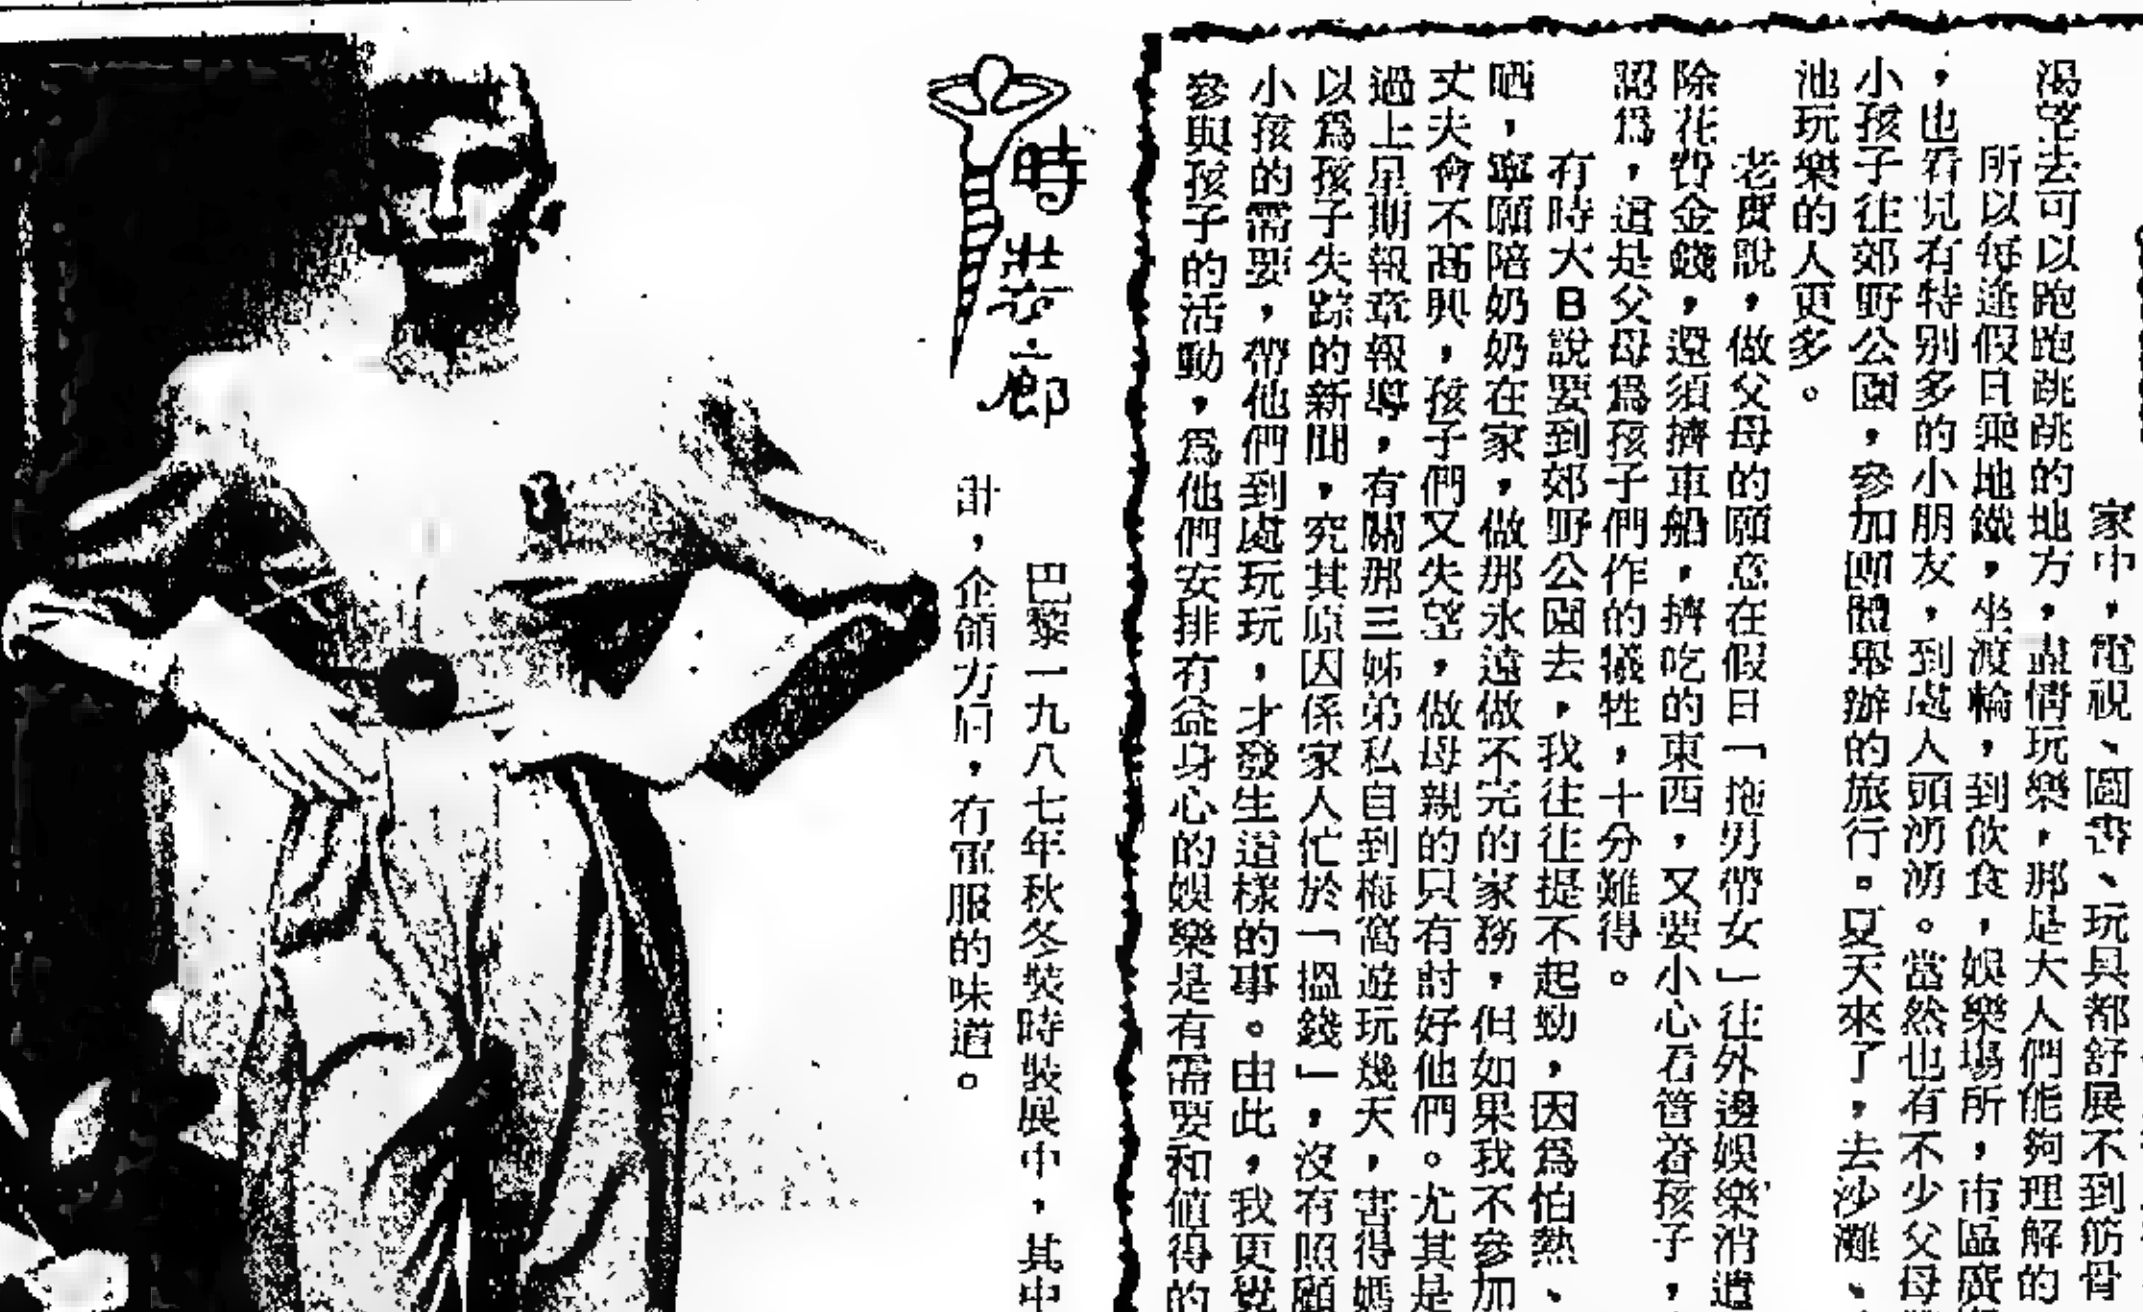 家中，電視、圖書、玩具都舒展不到筋骨
渴望去可以跑跑跳跳的地方，盡情玩樂，那是大人們能夠理解的
所以每逢假日乘地鐵，坐渡輪，到飲食，娛樂場所，市區廣
，也看見有特別多的小朋友，到處人頭湧湧。當然也有不少父母
小孩子往郊野公園，參加團體舉辦的旅行。夏天來了，去沙灘、
池玩樂的人更多。
老實說，做父母的願意在假日「拖男帶女」往外邊娛樂消遣
除花費金錢，還須擠車船，擠吃的東西，又要小心看管着孩子，
認爲，這是父母爲孩子們作的犧牲，十分難得。
有時大B說要到郊野公園去，我往往提不起勁，因爲怕熱、
晒，寧願陪奶奶在家，做那永遠做不完的家務，但如果我不參加
丈夫會不高興，孩子們又失望，做母親的只有討好他們。尤其是
過上星期報章報導，有關那三姊弟私自到梅窩遊玩幾天，害得媽
以爲孩子失踪的新聞，究其原因係家人忙於「搵錢」，沒有照顧
小孩的需要，帶他們到處玩玩，才發生這樣的事。由此，我更覺
參與孩子的活動，爲他們安排有益身心的娛樂是有需要和值得的
時裝廊
巴黎一九八七年秋冬裝時裝展中，其中
計，企領方肩，有軍服的味道。